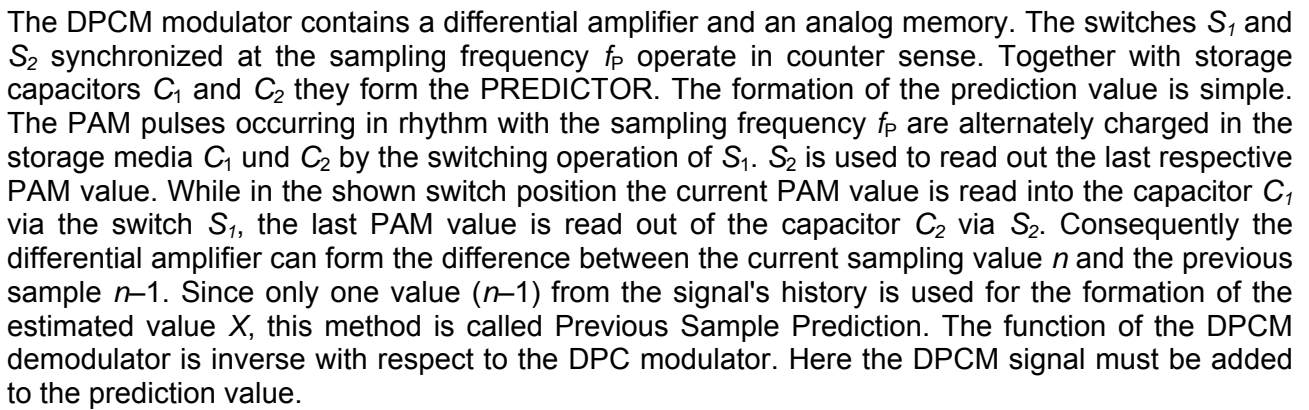 The DPCM modulator contains a differential amplifier and an analog memory. The switches S₁ and
S₂ synchronized at the sampling frequency fP operate in counter sense. Together with storage
capacitors C₁ and C₂ they form the PREDICTOR. The formation of the prediction value is simple.
The PAM pulses occurring in rhythm with the sampling frequency fP are alternately charged in the
storage media C₁ und C₂ by the switching operation of S₁. S₂ is used to read out the last respective
PAM value. While in the shown switch position the current PAM value is read into the capacitor C₁
via the switch S₁, the last PAM value is read out of the capacitor C₂ via S₂. Consequently the
differential amplifier can form the difference between the current sampling value n and the previous
sample n–1. Since only one value (n–1) from the signal's history is used for the formation of the
estimated value X, this method is called Previous Sample Prediction. The function of the DPCM
demodulator is inverse with respect to the DPC modulator. Here the DPCM signal must be added
to the prediction value.